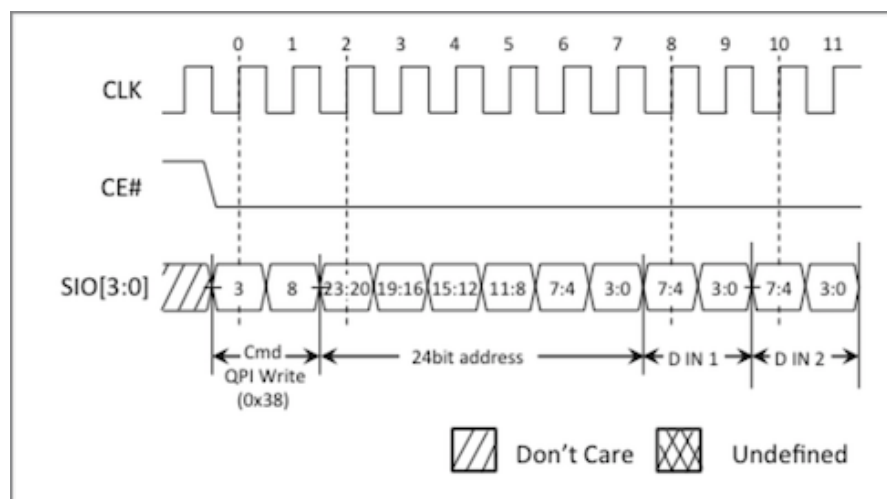 0 1 2 3 4 5 6 7 8 9 10 11
CLK
CE#
SIO[3:0] 3 8 23:20 19:16 15:12 11:8 7:4 3:0 7:4 3:0 7:4 3:0
Cmd 24bit address D IN 1 D IN 2
QPI Write
(0x38)
Don't Care Undefined